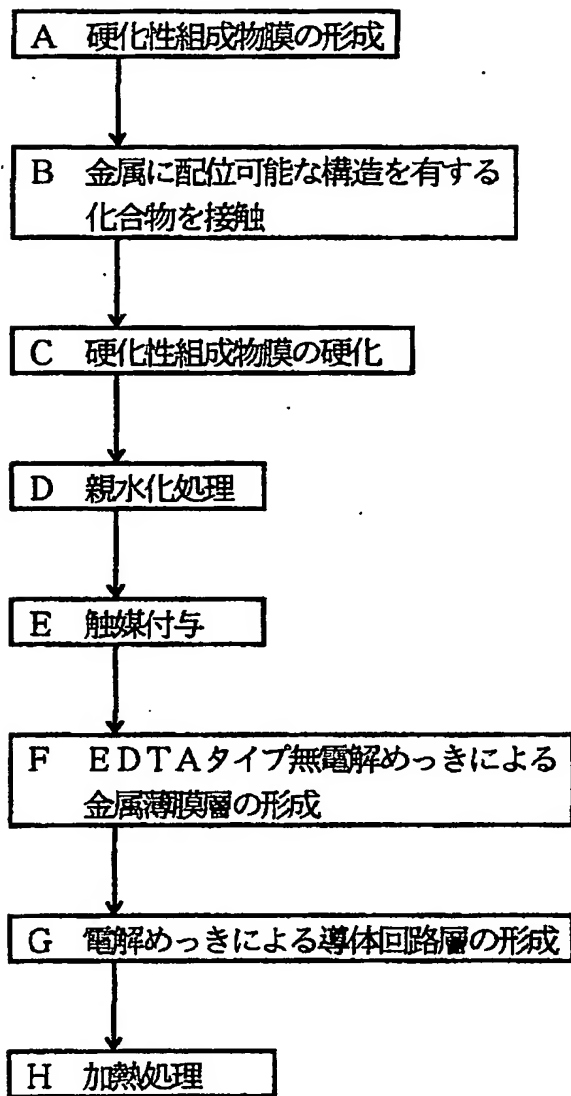 A 硬化性組成物膜の形成
B 金属に配位可能な構造を有する
化合物を接触
C 硬化性組成物膜の硬化
D 親水化処理
E 触媒付与
F EDTAタイプ無電解めっきによる
金属薄膜層の形成
G 電解めっきによる導体回路層の形成
H 加熱処理